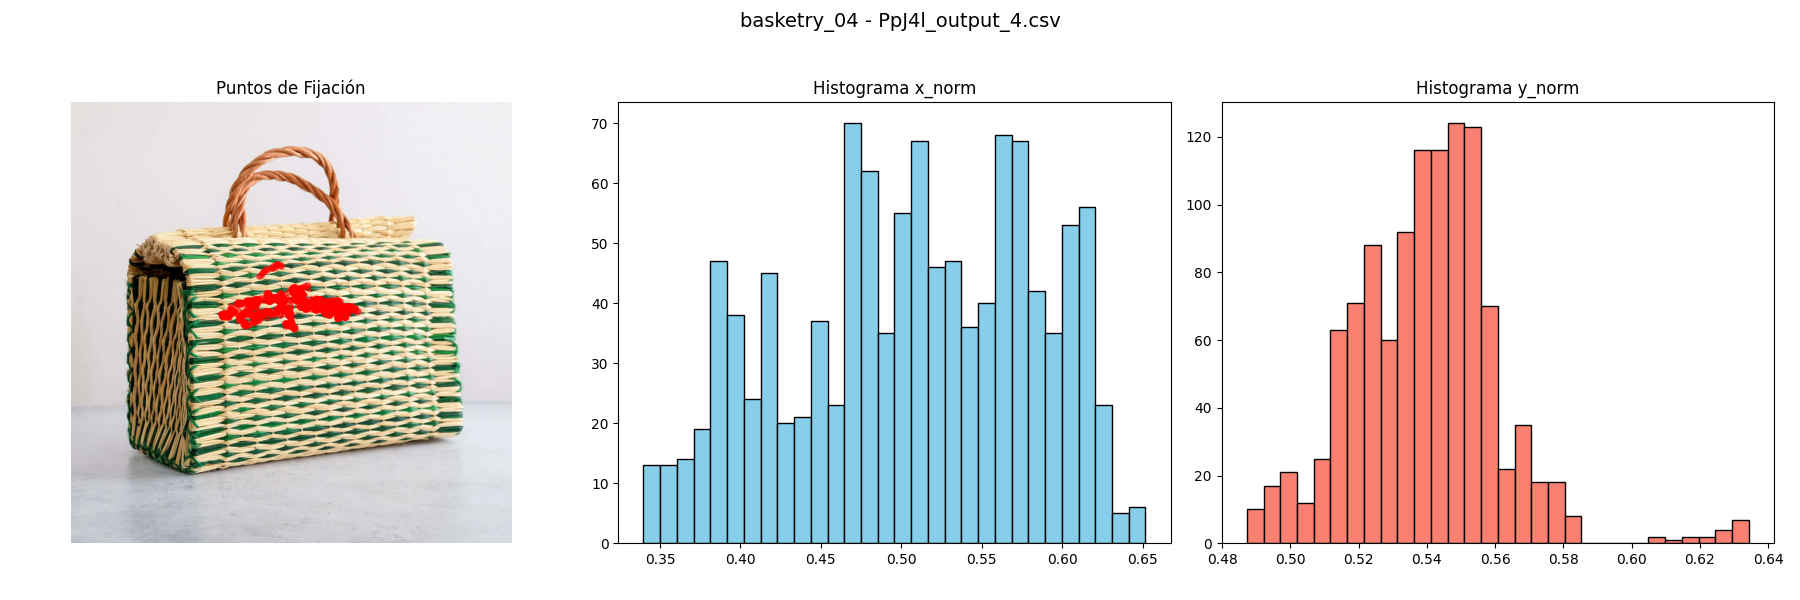 basketry_04 - PpJ4l_output_4.csv
Puntos de Fijación
Histograma x_norm
70
60
50
40
30
20
10
0
0.35 0.40 0.45 0.50 0.55 0.60 0.65
Histograma y_norm
120
100
80
60
40
20
0
0.48 0.50 0.52 0.54 0.56 0.58 0.60 0.62 0.64